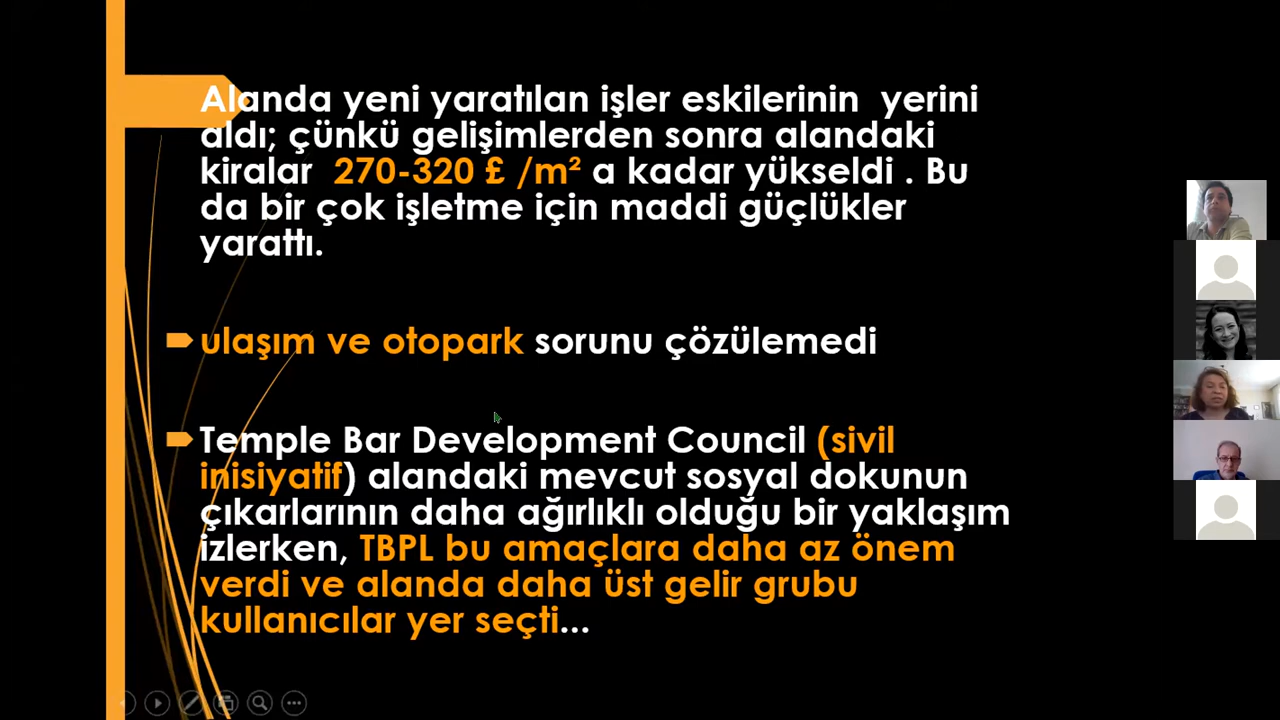 Alanda yeni yaratılan işler eskilerinin yerini
aldı; çünkü gelişimlerden sonra alandaki
kiralar 270-320 £ /m² a kadar yükseldi . Bu
da bir çok işletme için maddi güçlükler
yarattı.
ulaşım ve otopark sorunu çözülemedi
Temple Bar Development Council (sivil
inisiyatif) alandaki mevcut sosyal dokunun
çıkarlarının daha ağırlıklı olduğu bir yaklaşım
izlerken, TBPL bu amaçlara daha az önem
verdi ve alanda daha üst gelir grubu
kullanıcılar yer seçti...